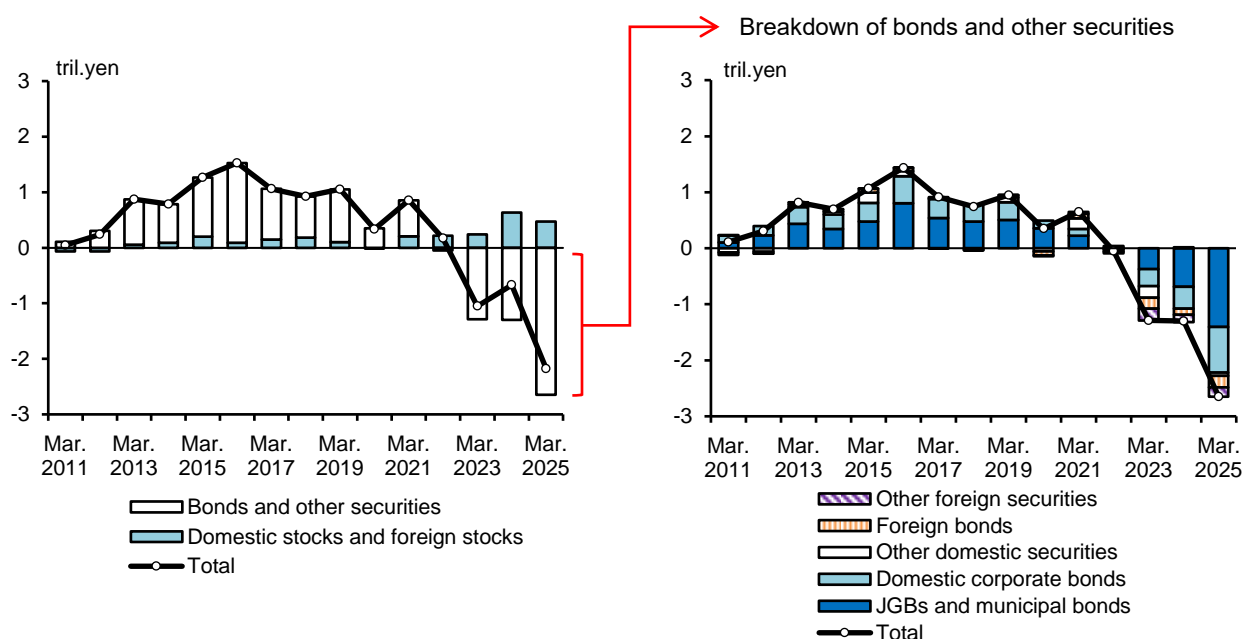 Breakdown of bonds and other securities
tril.yen
3
2
1
0
-1
-2
-3
Mar. Mar. Mar. Mar. Mar. Mar. Mar. Mar.
2011 2013 2015 2017 2019 2021 2023 2025
Bonds and other securities
Domestic stocks and foreign stocks
Total
tril.yen
3
2
1
0
-1
-2
-3
Mar. Mar. Mar. Mar. Mar. Mar. Mar. Mar.
2011 2013 2015 2017 2019 2021 2023 2025
Other foreign securities
Foreign bonds
Other domestic securities
Domestic corporate bonds
JGBs and municipal bonds
Total